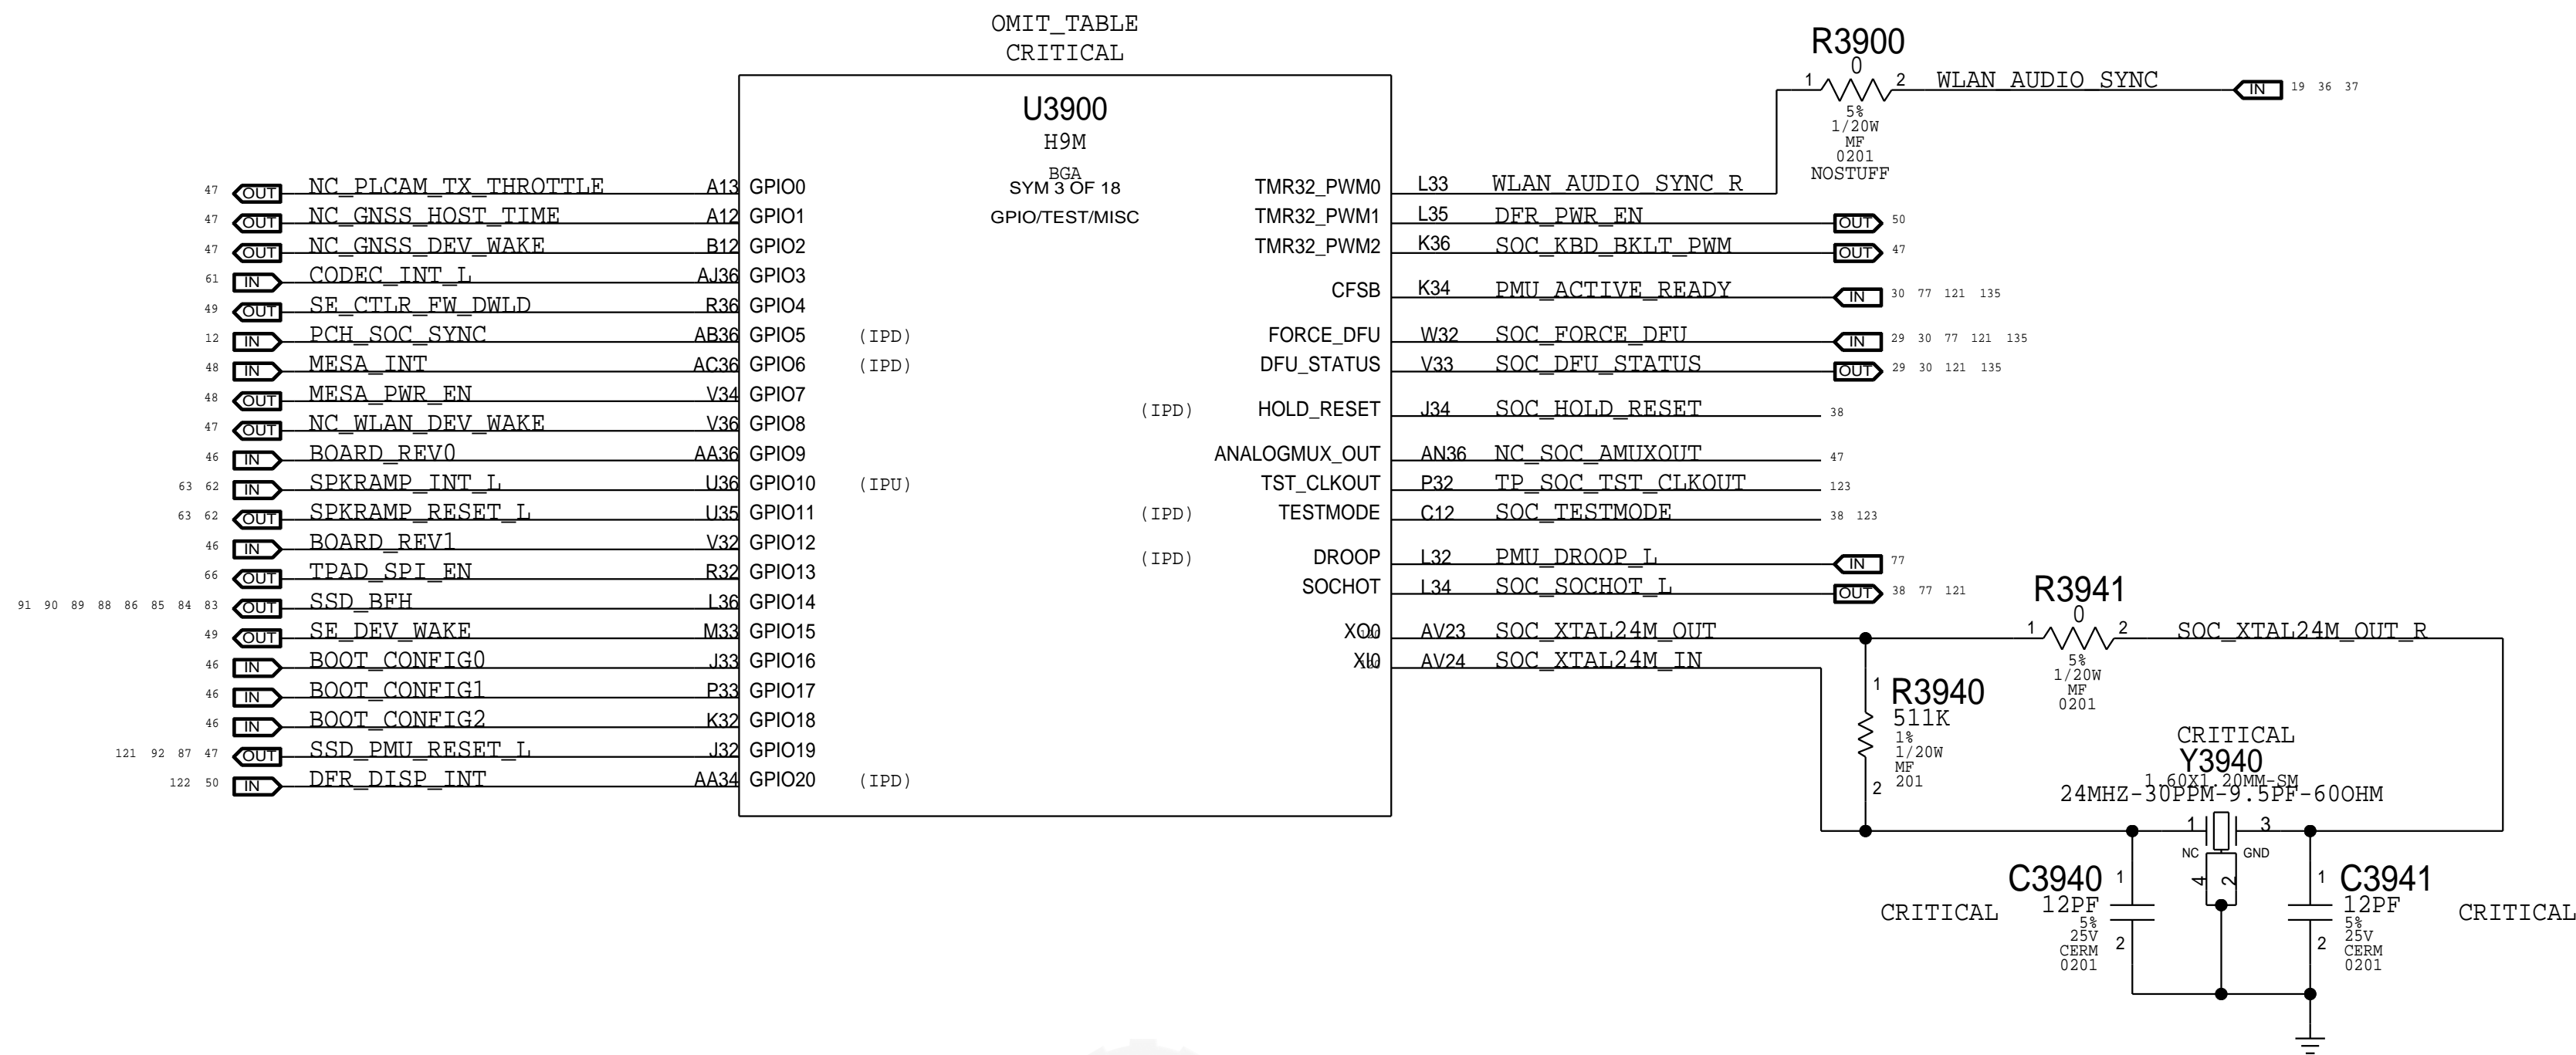 OMIT_TABLE
CRITICAL
U3900
H9M
BGA
SYM 3 OF 18
GPIO/TEST/MISC
47 OUT NC_PLCAM_TX_THROTTLE A13 GPIO0
47 OUT NC_GNSS_HOST_TIME A12 GPIO1
47 OUT NC_GNSS_DEV_WAKE B12 GPIO2
61 IN CODEC_INT_L AJ36 GPIO3
49 OUT SE_CTLR_FW_DWLD R36 GPIO4
12 IN PCH_SOC_SYNC AB36 GPIO5 (IPD)
48 IN MESA_INT AC36 GPIO6 (IPD)
48 OUT MESA_PWR_EN V34 GPIO7
47 OUT NC_WLAN_DEV_WAKE V36 GPIO8
46 IN BOARD_REV0 AA36 GPIO9
63 62 IN SPKRAMP_INT_L U36 GPIO10 (IPU)
63 62 OUT SPKRAMP_RESET_L U35 GPIO11
46 IN BOARD_REV1 V32 GPIO12
66 OUT TPAD_SPI_EN R32 GPIO13
91 90 89 88 86 85 84 83 OUT SSD_BFH L36 GPIO14
49 OUT SE_DEV_WAKE M33 GPIO15
46 IN BOOT_CONFIG0 J33 GPIO16
46 IN BOOT_CONFIG1 P33 GPIO17
46 IN BOOT_CONFIG2 K32 GPIO18
121 92 87 47 OUT SSD_PMU_RESET_L J32 GPIO19
122 50 IN DFR_DISP_INT AA34 GPIO20 (IPD)
TMR32_PWM0 L33 WLAN_AUDIO_SYNC_R
TMR32_PWM1 L35 DFR_PWR_EN OUT 50
TMR32_PWM2 K36 SOC_KBD_BKLT_PWM OUT 47
CFSB K34 PMU_ACTIVE_READY IN 30 77 121 135
FORCE_DFU W32 SOC_FORCE_DFU IN 29 30 77 121 135
DFU_STATUS V33 SOC_DFU_STATUS OUT 29 30 121 135
(IPD) HOLD_RESET J34 SOC_HOLD_RESET 38
ANALOGMUX_OUT AN36 NC_SOC_AMUXOUT 47
TST_CLKOUT P32 TP_SOC_TST_CLKOUT 123
(IPD) TESTMODE C12 SOC_TESTMODE 38 123
(IPD) DROOP L32 PMU_DROOP_L IN 77
SOCHOT L34 SOC_SOCHOT_L OUT 38 77 121
XO0 AV23 SOC_XTAL24M_OUT
XI0 AV24 SOC_XTAL24M_IN
R3900
0
1 2 WLAN_AUDIO_SYNC IN 19 36 37
5%
1/20W
MF
0201
NOSTUFF
R3941
0
1 2 SOC_XTAL24M_OUT_R
5%
1/20W
MF
0201
1
R3940
511K
1%
1/20W
MF
201
2
CRITICAL
Y3940
1.60X1.20MM-SM
24MHZ-30PPM-9.5PF-60OHM
1 3
NC GND
4 2
C3940
1
12PF
CRITICAL
5%
25V
2
CERM
0201
C3941
1
12PF
CRITICAL
5%
25V
2
CERM
0201